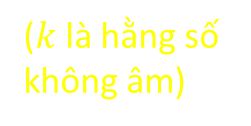 (𝑘 là hằng số
không âm)